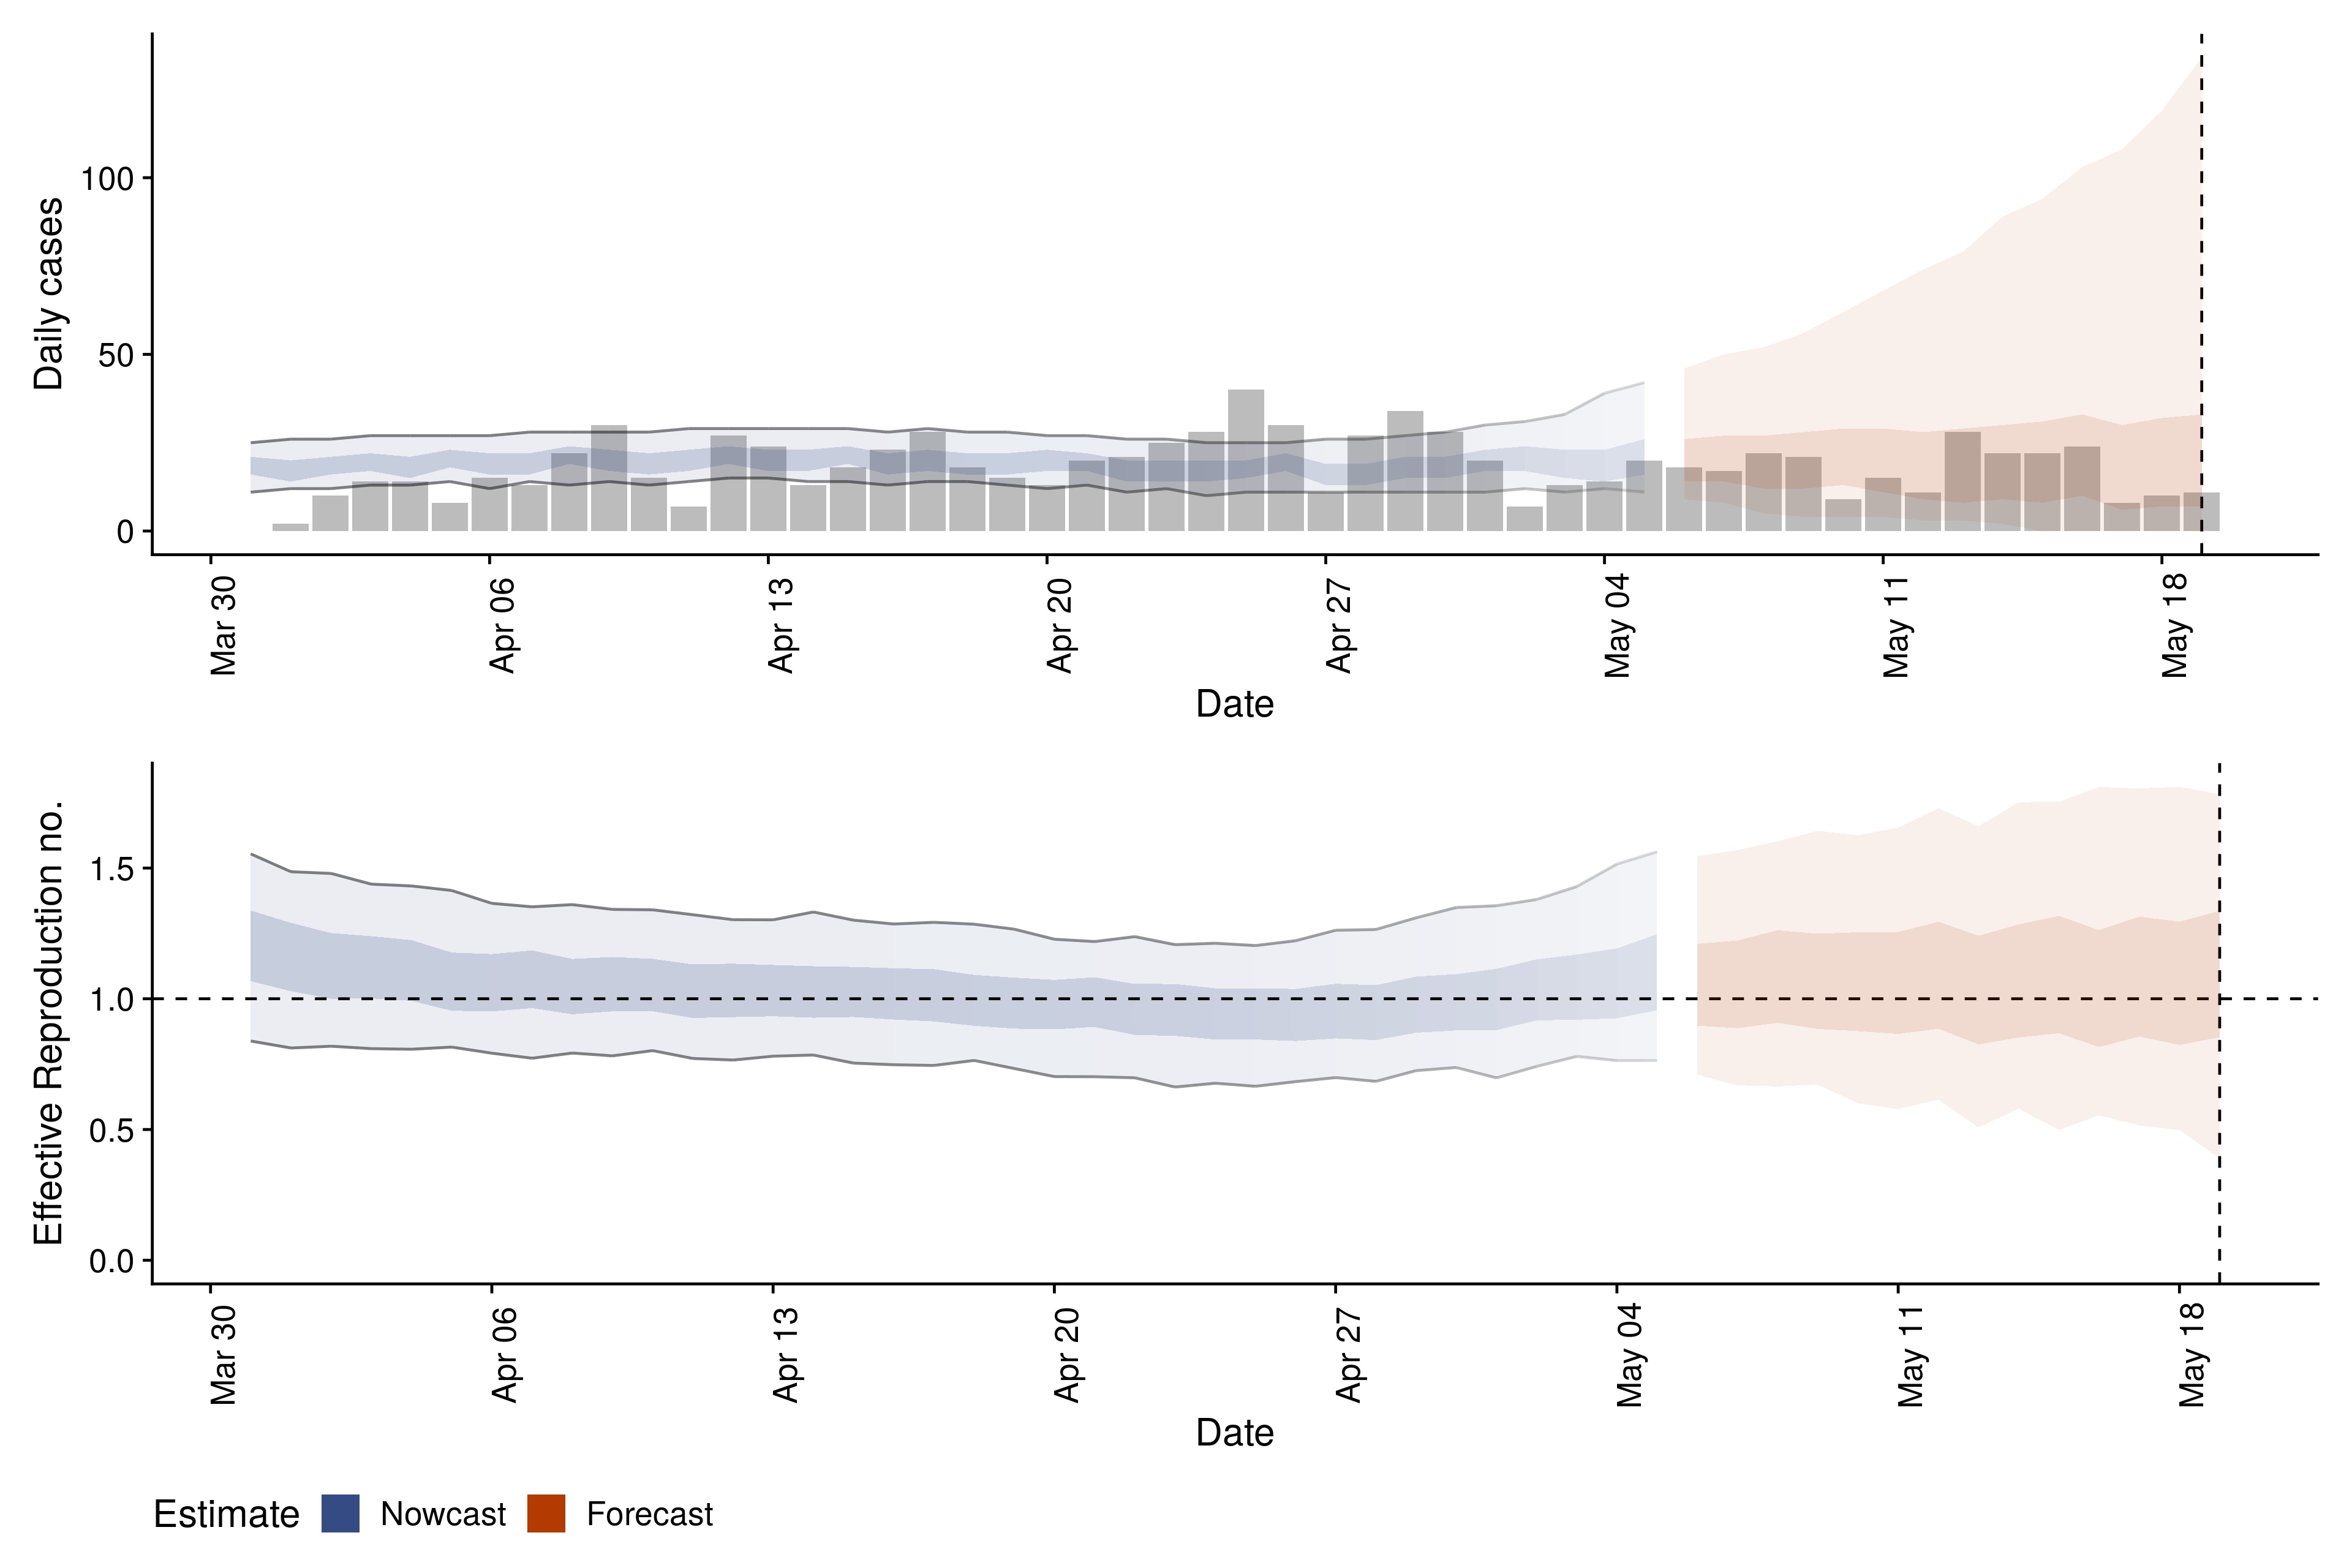 Daily cases
100
50
0
Mar 30
Apr 06
Apr 13
Apr 20
Apr 27
May 04
May 11
May 18
Date
Effective Reproduction no.
1.5
1.0
0.5
0.0
Mar 30
Apr 06
Apr 13
Apr 20
Apr 27
May 04
May 11
May 18
Date
Estimate Nowcast Forecast